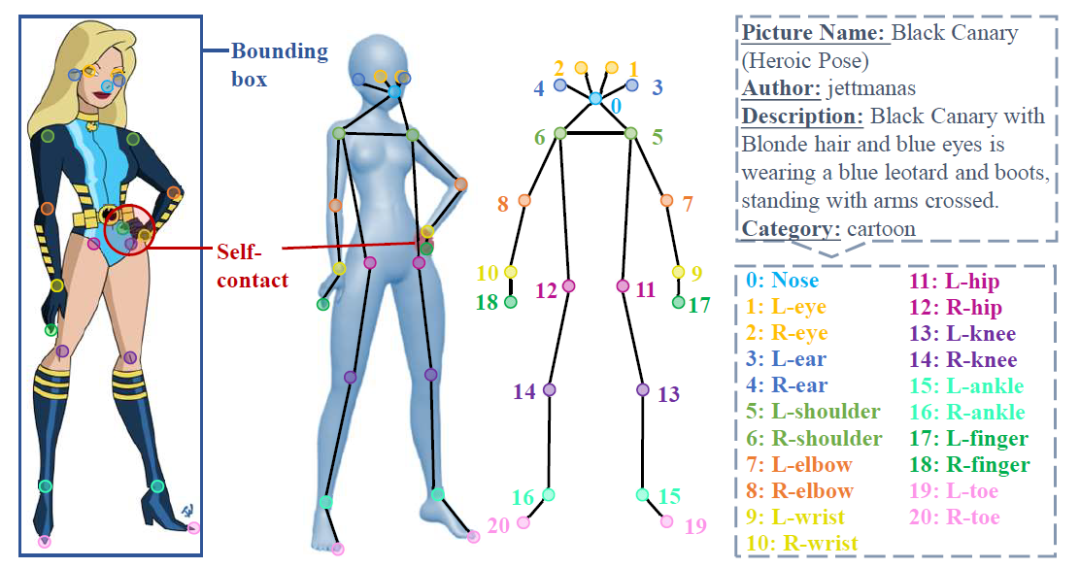 Bounding
box
Self-
contact
2
1
4
3
0
6
5
8
7
10
9
18
17
12
11
14
13
16
15
20
19
Picture Name: Black Canary
(Heroic Pose)
Author: jettmanas
Description: Black Canary with
Blonde hair and blue eyes is
wearing a blue leotard and boots,
standing with arms crossed.
Category: cartoon
0: Nose
1: L-eye
2: R-eye
3: L-ear
4: R-ear
5: L-shoulder
6: R-shoulder
7: L-elbow
8: R-elbow
9: L-wrist
10: R-wrist
11: L-hip
12: R-hip
13: L-knee
14: R-knee
15: L-ankle
16: R-ankle
17: L-finger
18: R-finger
19: L-toe
20: R-toe